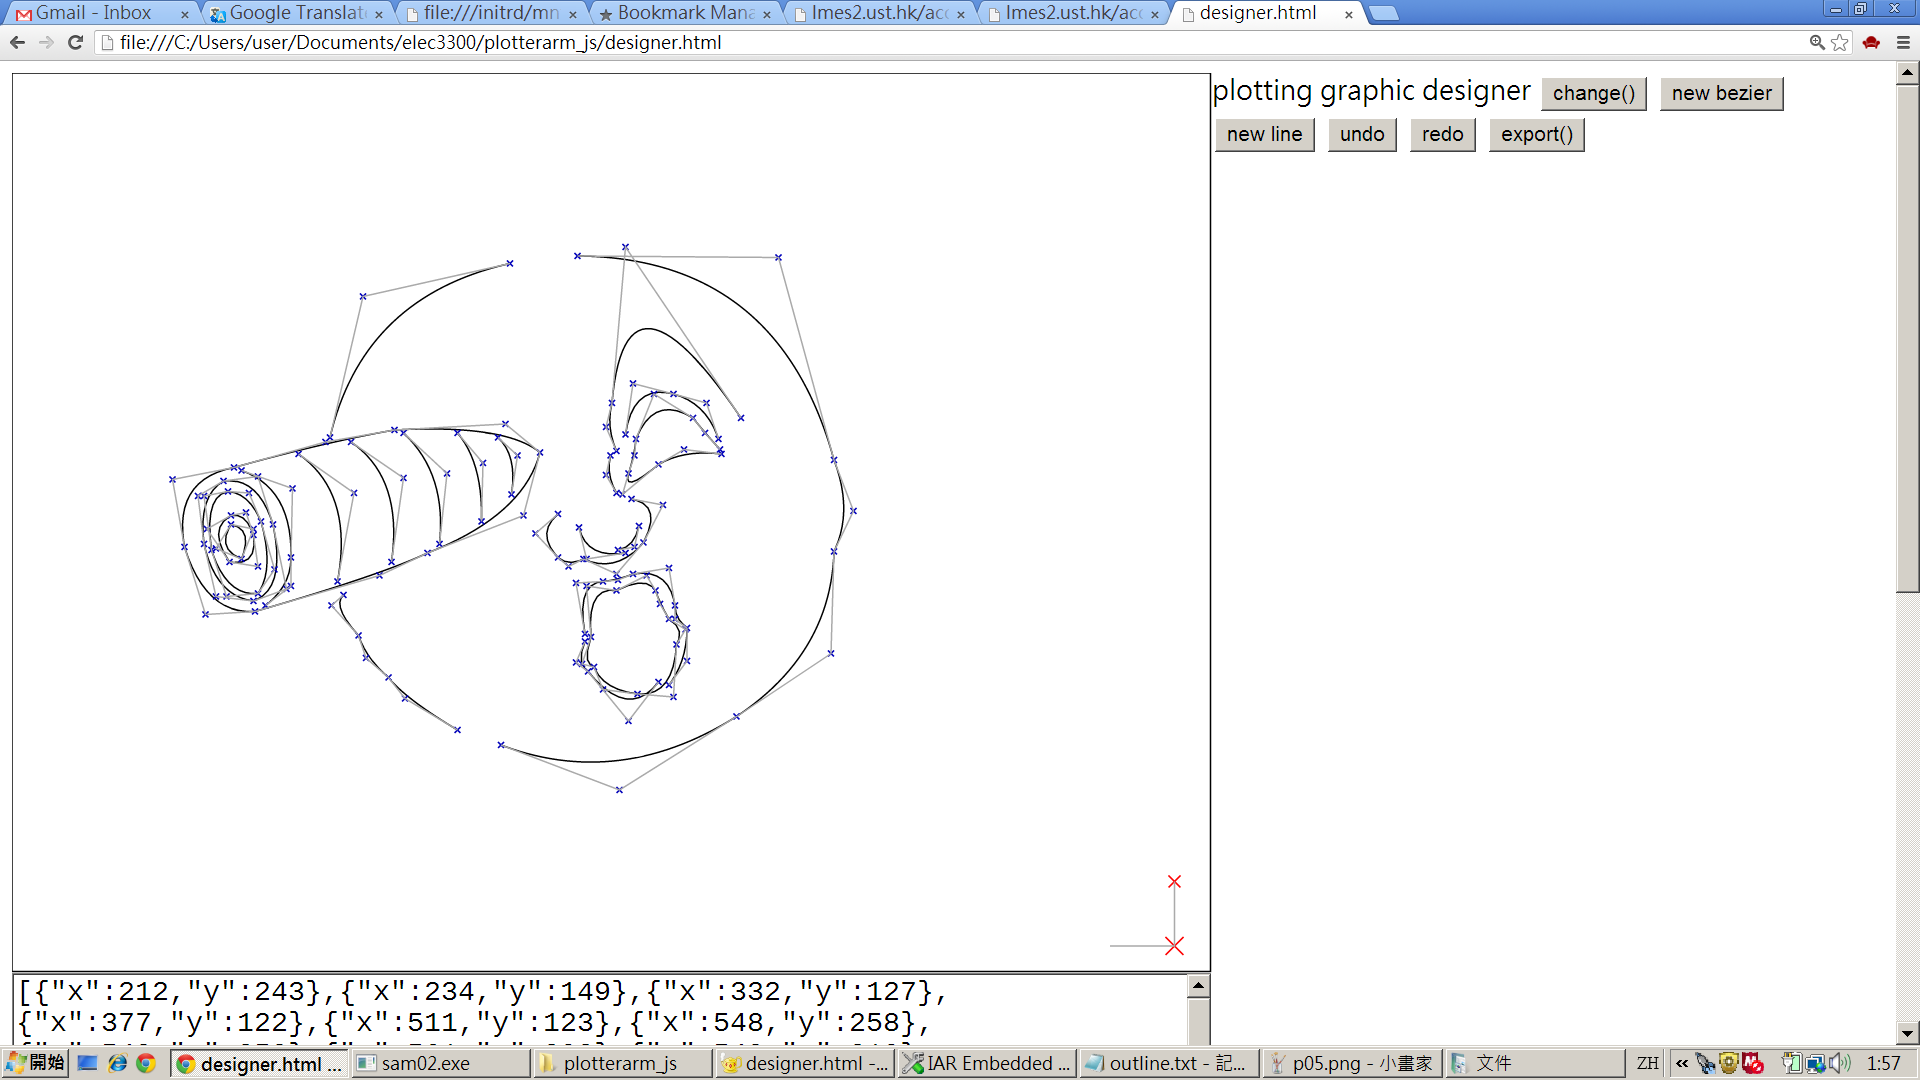 Gmail - Inbox
Google Translat
file:///initrd/mn
Bookmark Mana
lmes2.ust.hk/acc
lmes2.ust.hk/acc
designer.html
file:///C:/Users/user/Documents/elec3300/plotterarm_js/designer.html
plotting graphic designer change() new bezier
new line undo redo export()
[{"x":212,"y":243},{"x":234,"y":149},{"x":332,"y":127},
{"x":377,"y":122},{"x":511,"y":123},{"x":548,"y":258},
開始
designer.html ...
sam02.exe
plotterarm_js
designer.html -...
IAR Embedded ...
outline.txt - 記...
p05.png - 小畫家
文件
ZH
1:57